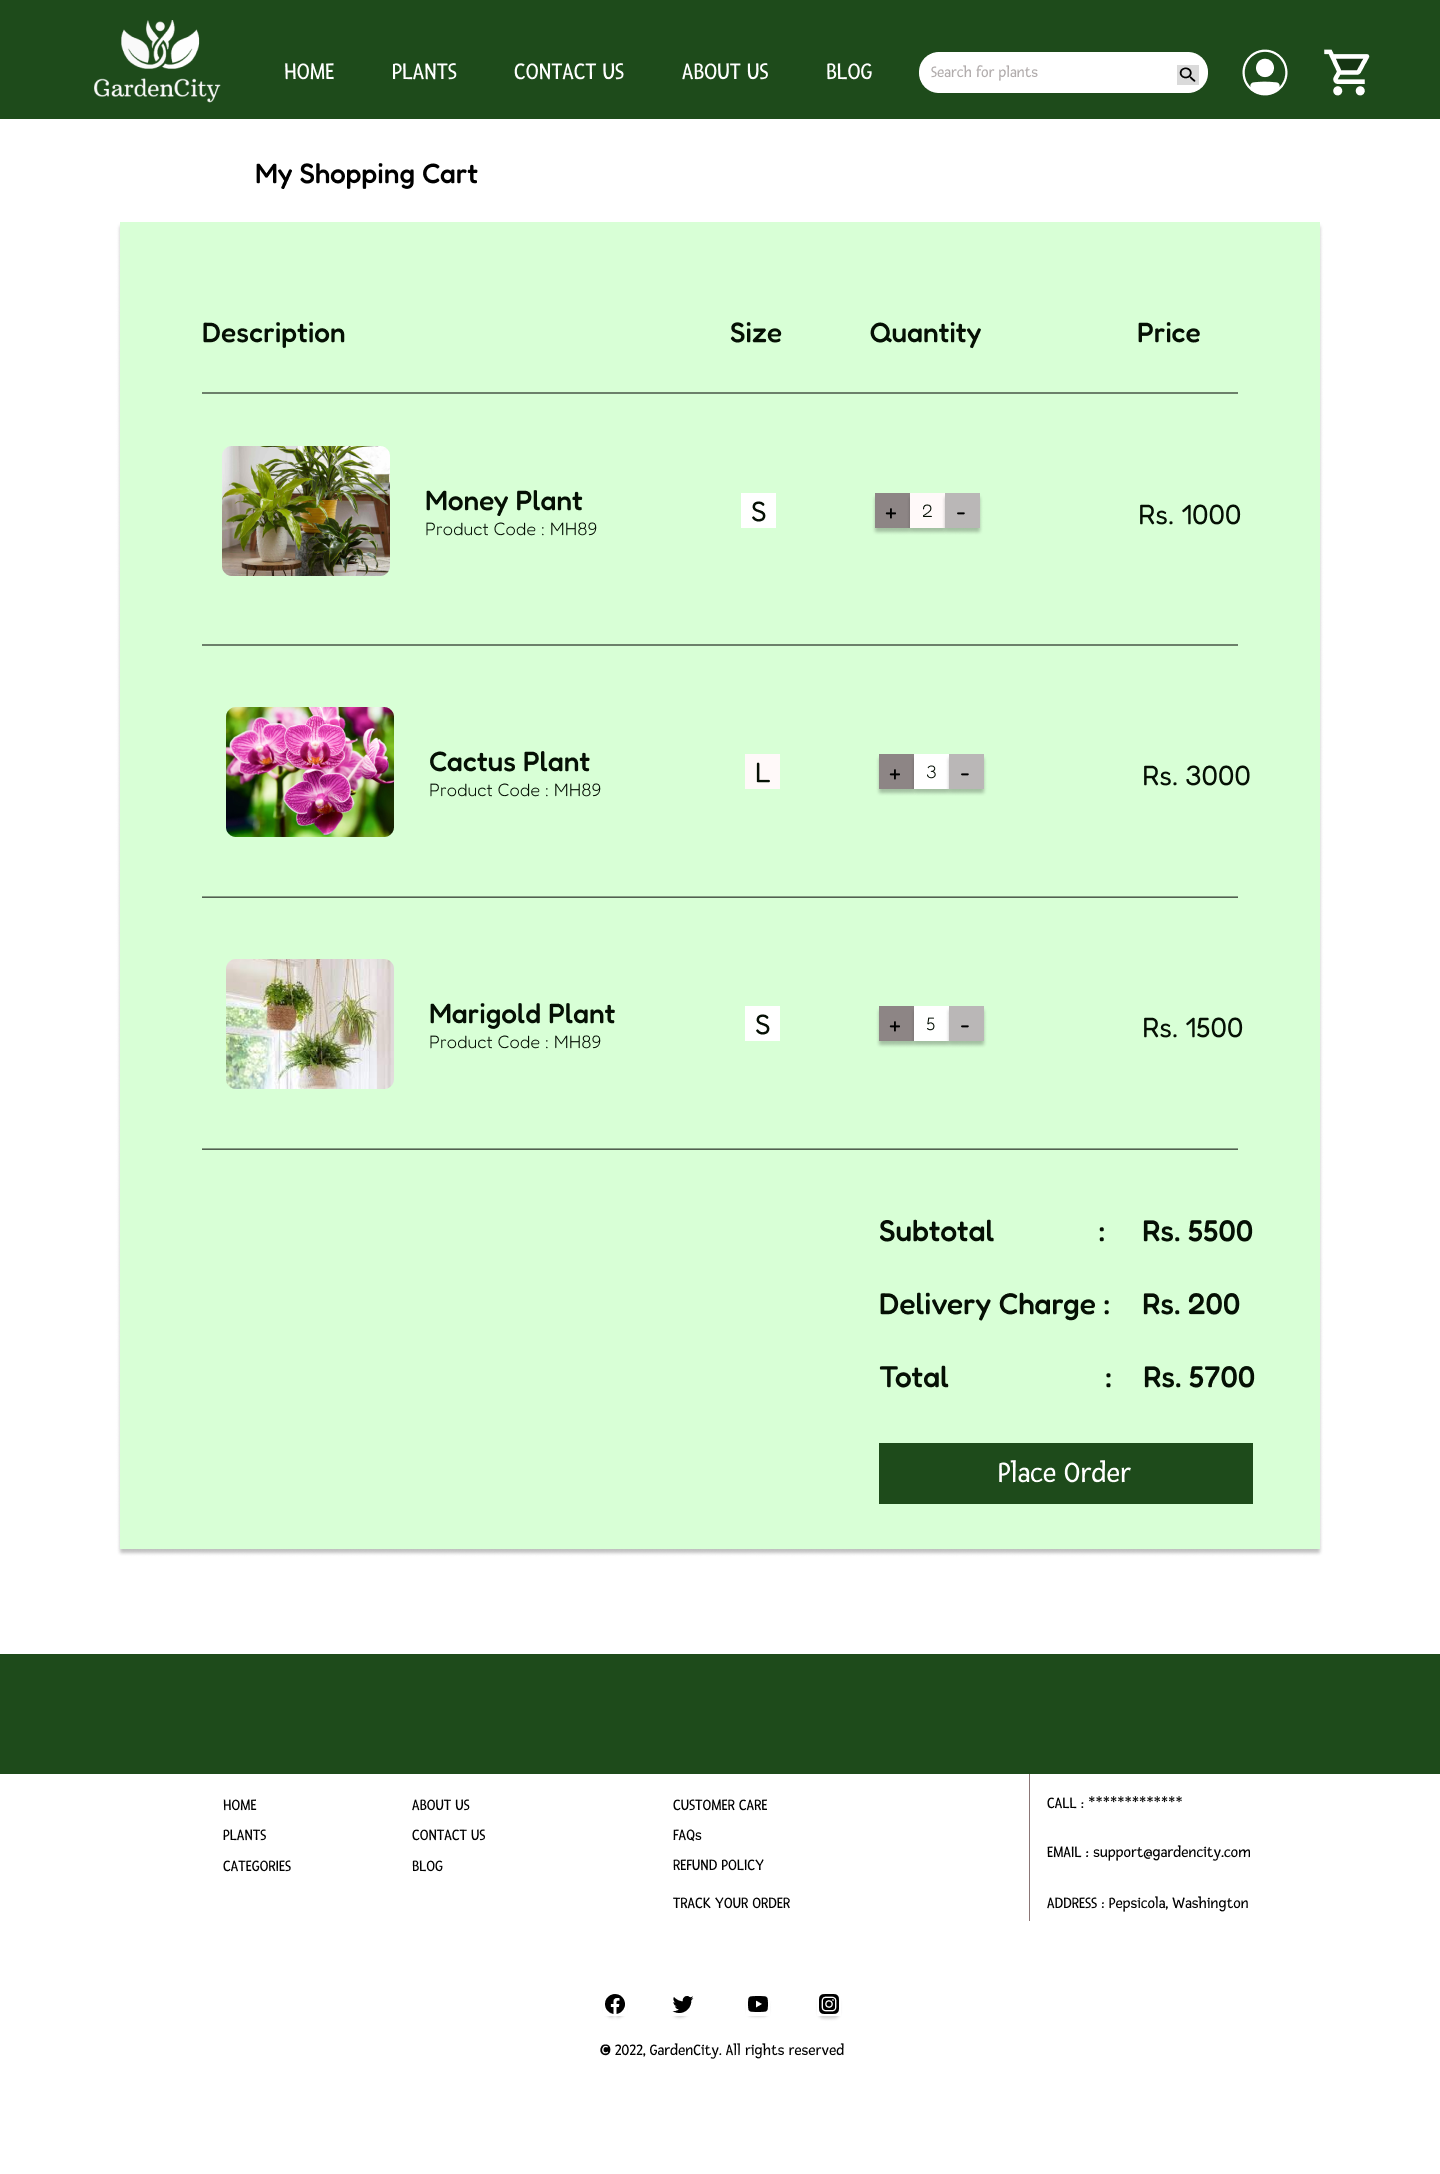 GardenCity
HOME
PLANTS
CONTACT US
ABOUT US
BLOG
Search for plants
My Shopping Cart
Description
Size
Quantity
Price
Money Plant
Product Code : MH89
S
+ 2 -
Rs. 1000
Cactus Plant
Product Code : MH89
L
+ 3 -
Rs. 3000
Marigold Plant
Product Code : MH89
S
+ 5 -
Rs. 1500
Subtotal : Rs. 5500
Delivery Charge : Rs. 200
Total : Rs. 5700
Place Order
HOME
PLANTS
CATEGORIES
ABOUT US
CONTACT US
BLOG
CUSTOMER CARE
FAQs
REFUND POLICY
TRACK YOUR ORDER
CALL : *************
EMAIL : support@gardencity.com
ADDRESS : Pepsicola, Washington
© 2022, GardenCity. All rights reserved